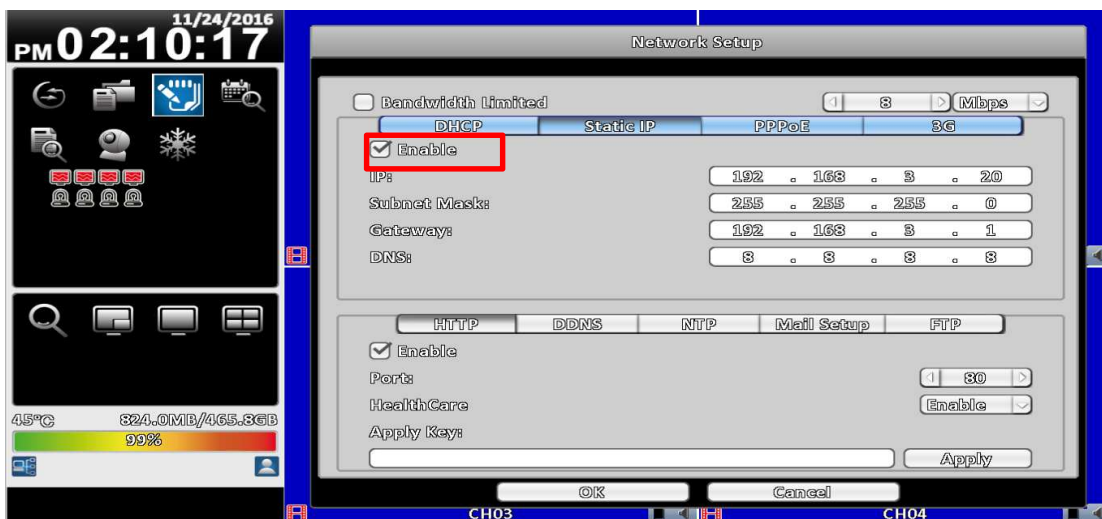 11/24/2016
PM 02:10:17
Network Setup
Bandwidth Limited 8 Mbps
DHCP Static IP PPPoE 3G
Enable
IP: 192 . 168 . 3 . 20
Subnet Mask: 255 . 255 . 255 . 0
Gateway: 192 . 168 . 3 . 1
DNS: 8 . 8 . 8 . 8
HTTP DDNS NTP Mail Setup FTP
Enable
Port: 80
HealthCare Enable
Apply Key:
Apply
OK Cancel
45°C 824.0MB/465.8GB
99%
CH03 CH04